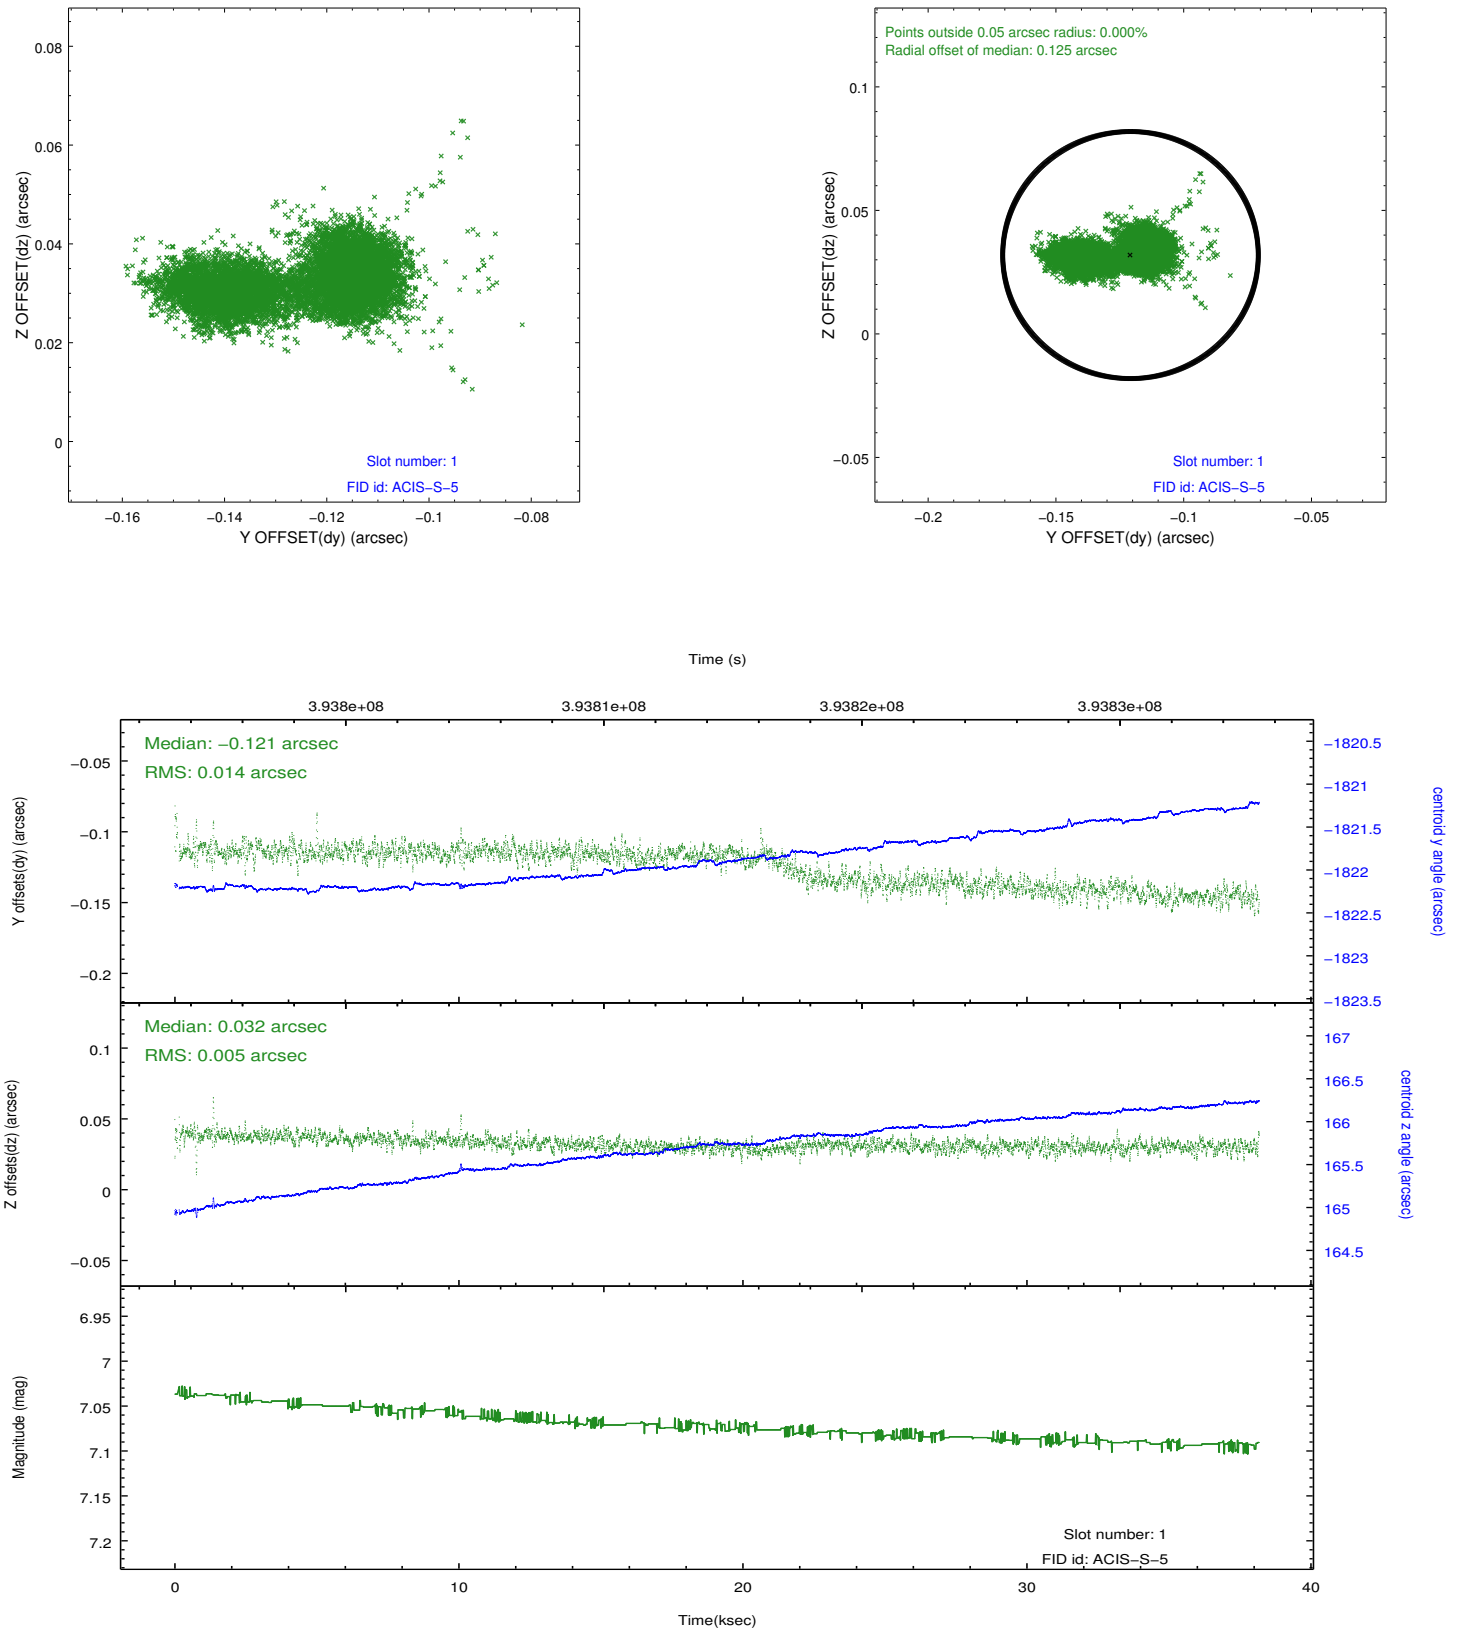 0.08
0.06
0.04
0.02
0
Z OFFSET(dz) (arcsec)
Slot number: 1
FID id: ACIS−S−5
−0.16
−0.14
−0.12
−0.1
−0.08
Y OFFSET(dy) (arcsec)
Points outside 0.05 arcsec radius: 0.000%
Radial offset of median: 0.125 arcsec
0.1
0.05
0
−0.05
Z OFFSET(dz) (arcsec)
Slot number: 1
FID id: ACIS−S−5
−0.2
−0.15
−0.1
−0.05
Y OFFSET(dy) (arcsec)
Time (s)
3.938e+08
3.9381e+08
3.9382e+08
3.9383e+08
Median: −0.121 arcsec
RMS: 0.014 arcsec
−0.05
−0.1
−0.15
−0.2
Y offsets(dy) (arcsec)
−1820.5
−1821
−1821.5
−1822
−1822.5
−1823
−1823.5
centroid y angle (arcsec)
Median: 0.032 arcsec
RMS: 0.005 arcsec
0.1
0.05
0
−0.05
Z offsets(dz) (arcsec)
167
166.5
166
165.5
165
164.5
centroid z angle (arcsec)
6.95
7
7.05
7.1
7.15
7.2
Magnitude (mag)
Slot number: 1
FID id: ACIS−S−5
0
10
20
30
40
Time(ksec)